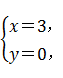 {x=3,
y=0,